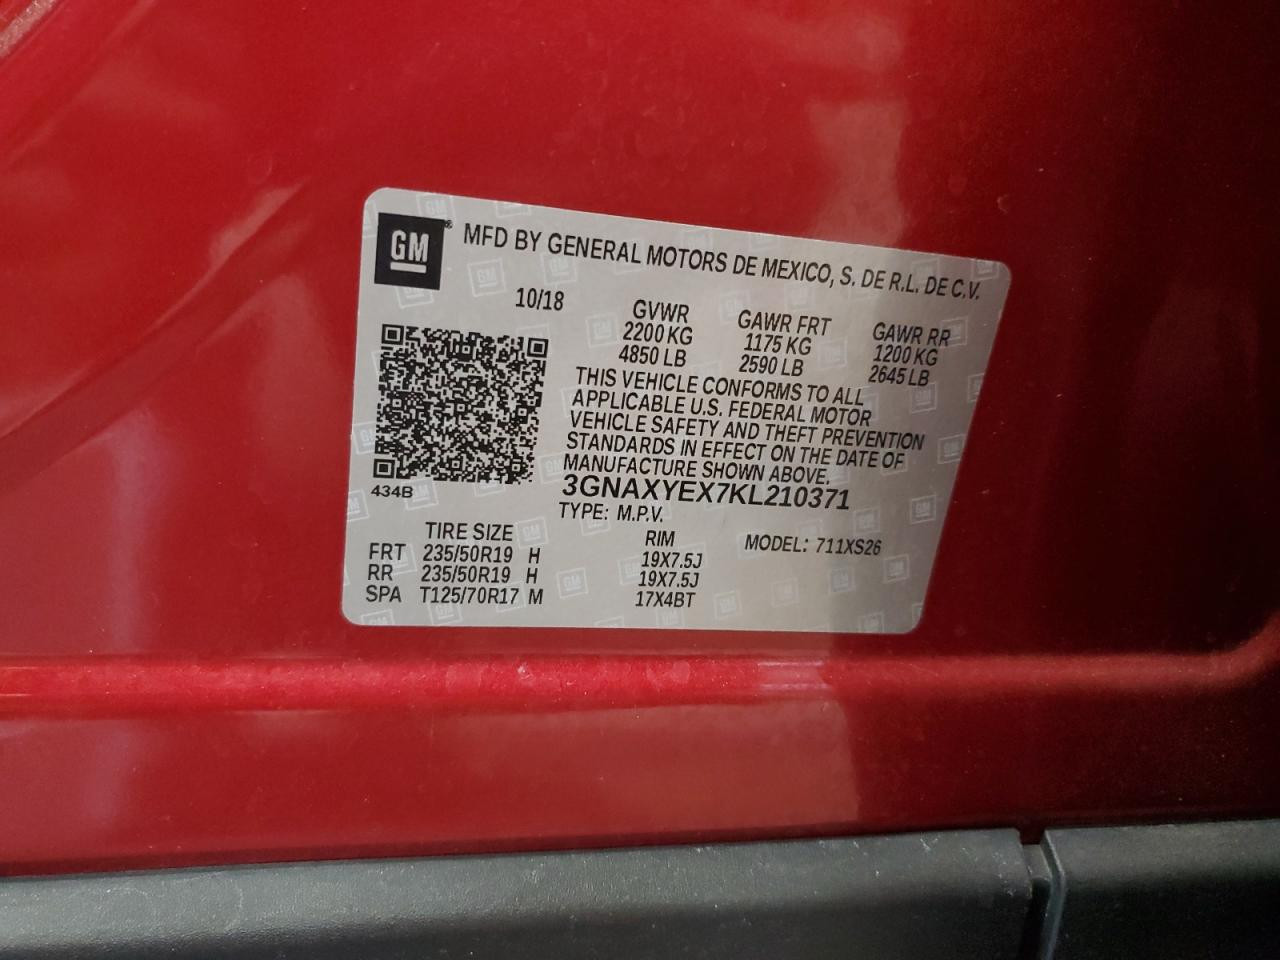 GM® MFD BY GENERAL MOTORS DE MEXICO, S. DE R.L. DE C.V.
10/18 GVWR GAWR FRT GAWR RR
2200 KG 1175 KG 1200 KG
4850 LB 2590 LB 2645 LB
THIS VEHICLE CONFORMS TO ALL
APPLICABLE U.S. FEDERAL MOTOR
VEHICLE SAFETY AND THEFT PREVENTION
STANDARDS IN EFFECT ON THE DATE OF
MANUFACTURE SHOWN ABOVE.
434B 3GNAXYEX7KL210371
TYPE: M.P.V.
TIRE SIZE RIM MODEL: 711XS26
FRT 235/50R19 H 19X7.5J
RR 235/50R19 H 19X7.5J
SPA T125/70R17 M 17X4BT